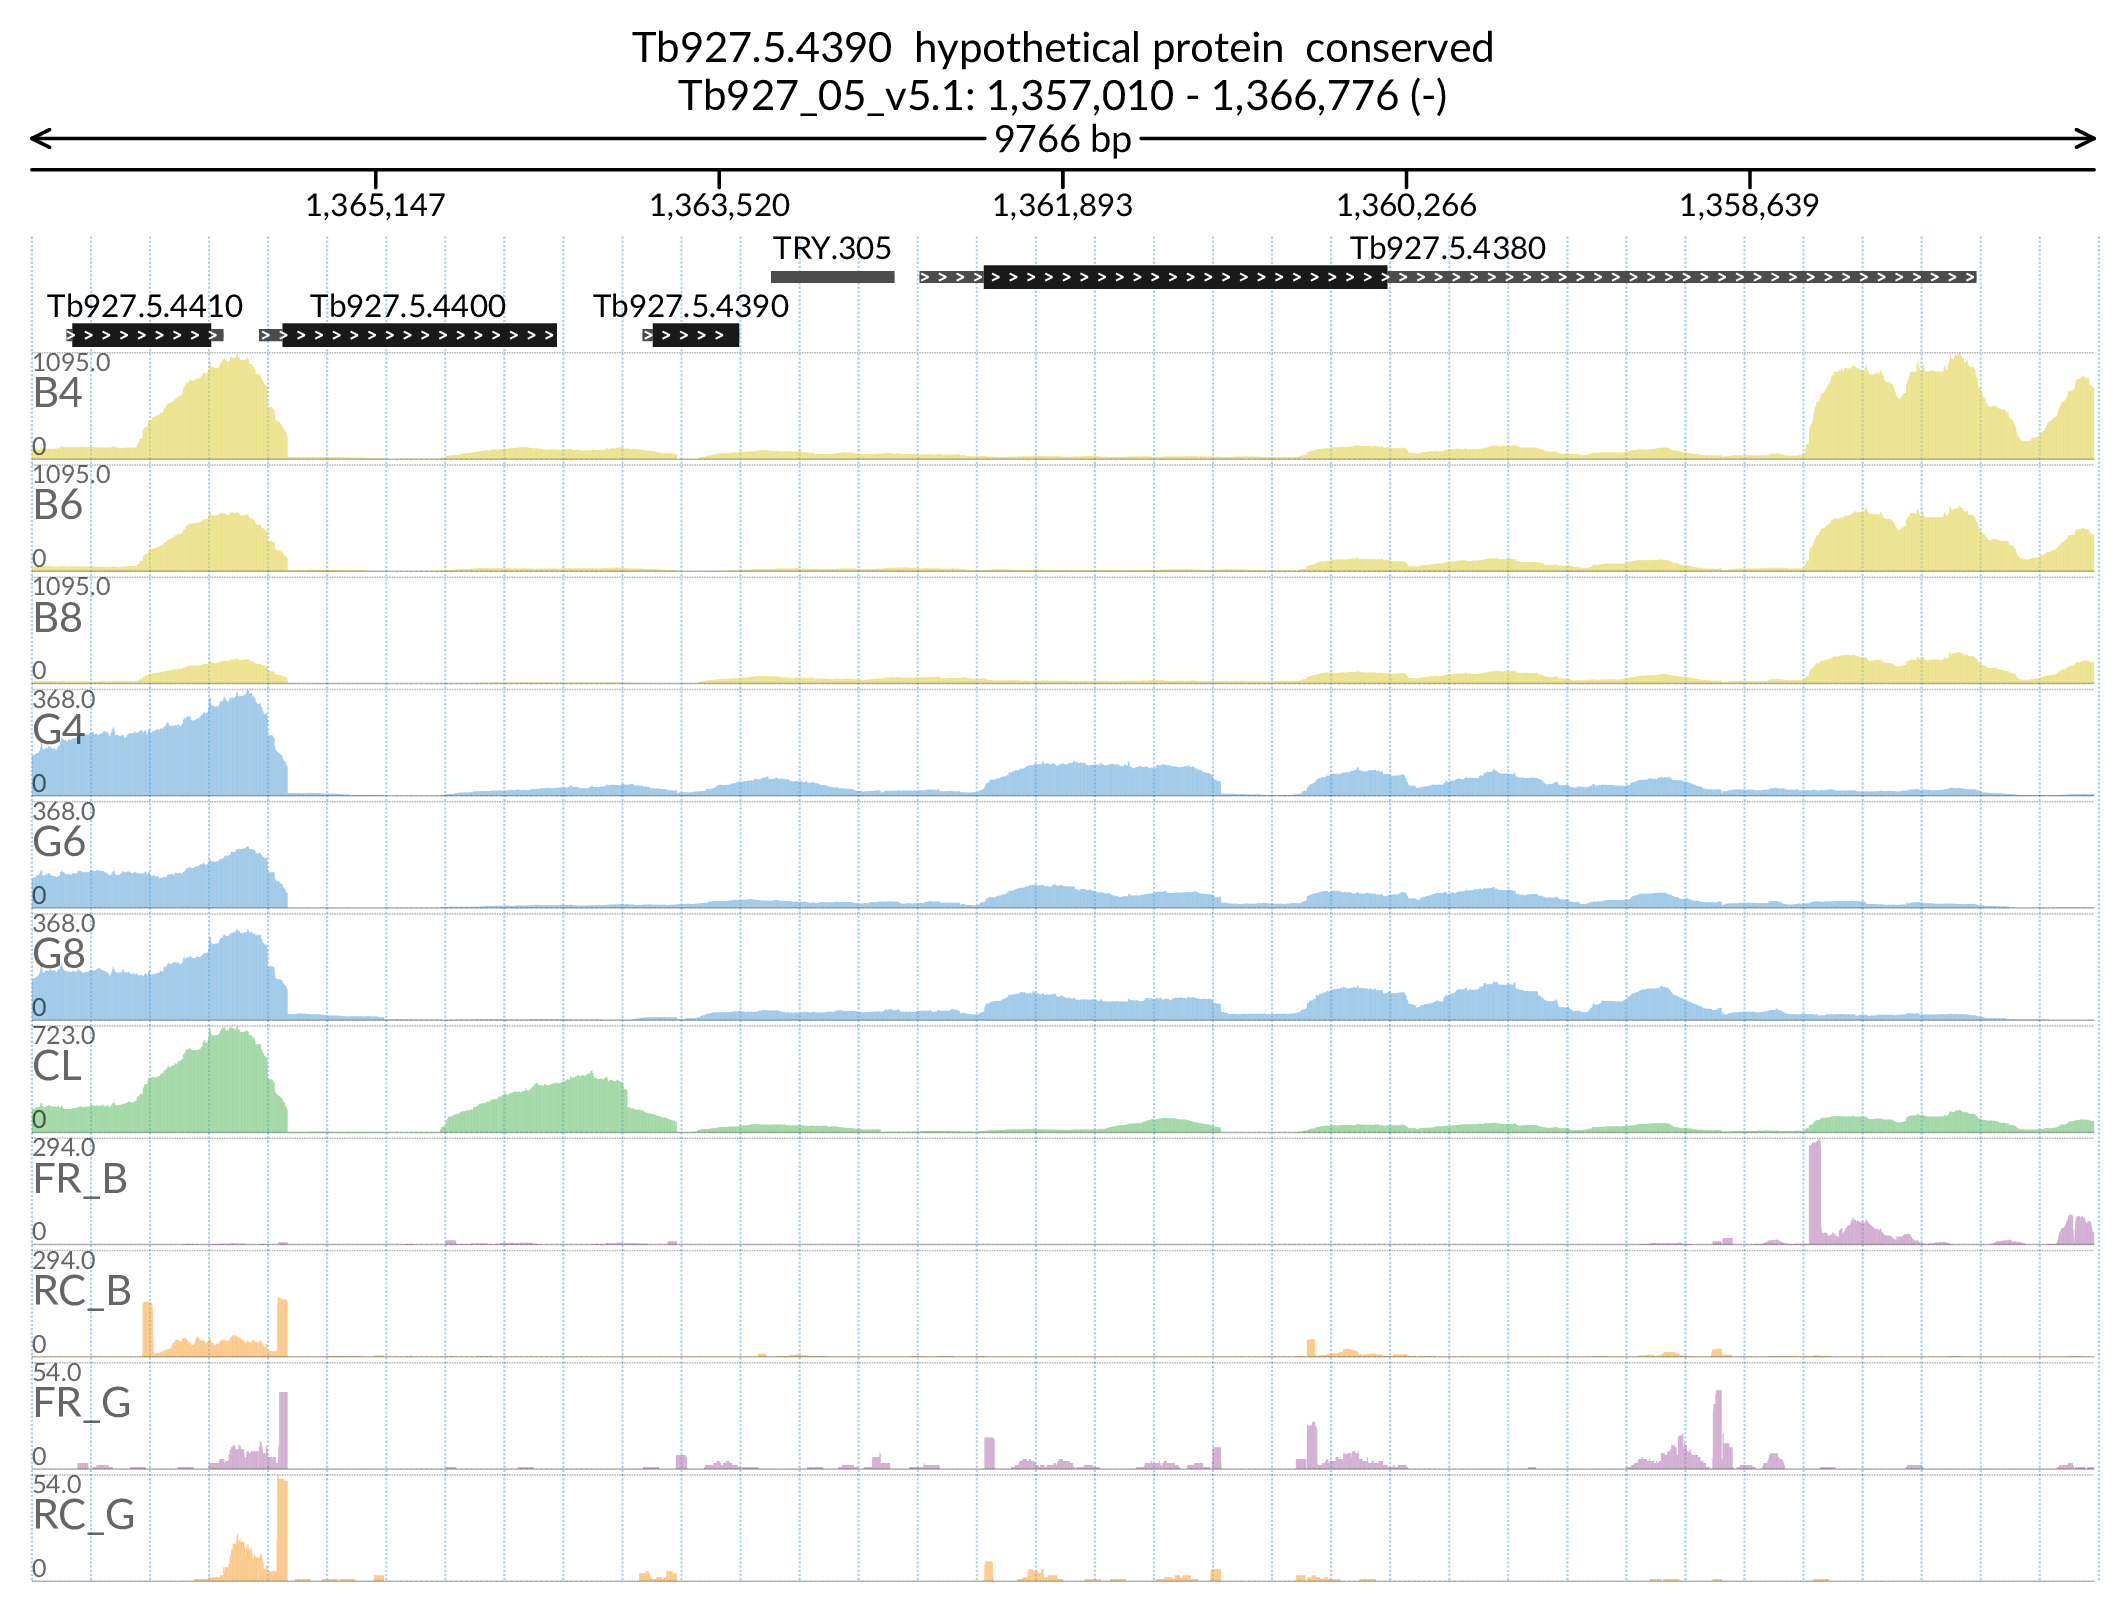 Tb927.5.4390 hypothetical protein conserved
Tb927_05_v5.1: 1,357,010 - 1,366,776 (-)
9766 bp
1,365,147 1,363,520 1,361,893 1,360,266 1,358,639
TRY.305 Tb927.5.4380
Tb927.5.4410 Tb927.5.4400 Tb927.5.4390
1095.0
B4
0
1095.0
B6
0
1095.0
B8
0
368.0
G4
0
368.0
G6
0
368.0
G8
0
723.0
CL
0
294.0
FR_B
0
294.0
RC_B
0
54.0
FR_G
0
54.0
RC_G
0